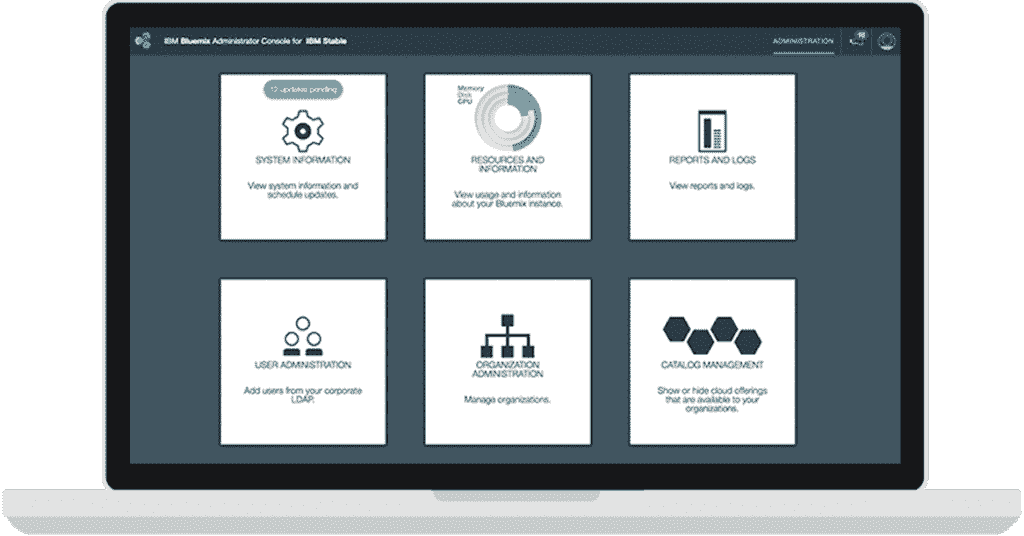 IBM Bluemix Administrator Console for IBM Stable
ADMINISTRATION
12 updates pending
SYSTEM INFORMATION
View system information and
schedule updates.
Memory
Disk
CPU
RESOURCES AND
INFORMATION
View usage and information
about your Bluemix instance.
REPORTS AND LOGS
View reports and logs.
USER ADMINISTRATION
Add users from your corporate
LDAP.
ORGANIZATION
ADMINISTRATION
Manage organizations.
CATALOG MANAGEMENT
Show or hide cloud offerings
that are available to your
organizations.